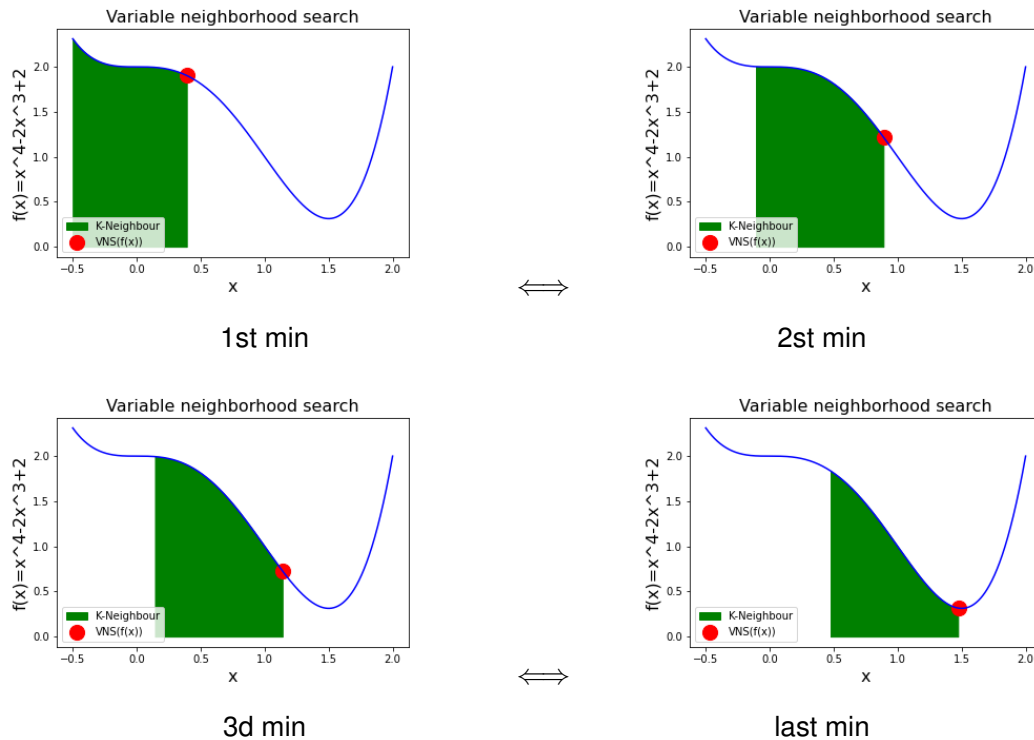 Variable neighborhood search
f(x)=x^4-2x^3+2
2.0
1.5
1.0
0.5
0.0
K-Neighbour
VNS(f(x))
−0.5 0.0 0.5 1.0 1.5 2.0
x
1st min
⟺
Variable neighborhood search
f(x)=x^4-2x^3+2
2.0
1.5
1.0
0.5
0.0
K-Neighbour
VNS(f(x))
−0.5 0.0 0.5 1.0 1.5 2.0
x
2st min
Variable neighborhood search
f(x)=x^4-2x^3+2
2.0
1.5
1.0
0.5
0.0
K-Neighbour
VNS(f(x))
−0.5 0.0 0.5 1.0 1.5 2.0
x
3d min
⟺
Variable neighborhood search
f(x)=x^4-2x^3+2
2.0
1.5
1.0
0.5
0.0
K-Neighbour
VNS(f(x))
−0.5 0.0 0.5 1.0 1.5 2.0
x
last min